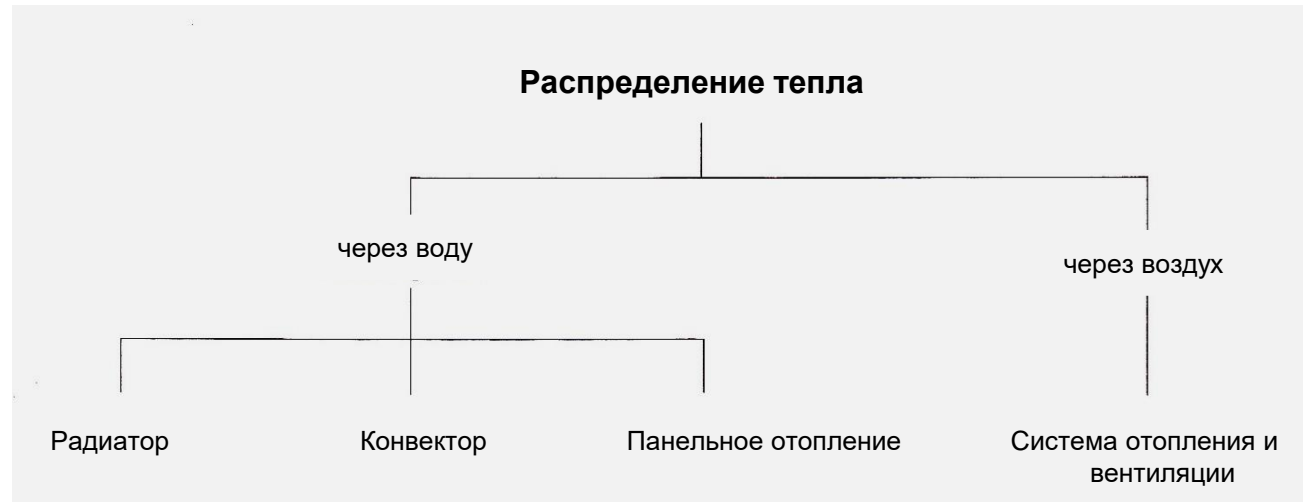 Распределение тепла
через воду
через воздух
Радиатор
Конвектор
Панельное отопление
Система отопления и
вентиляции